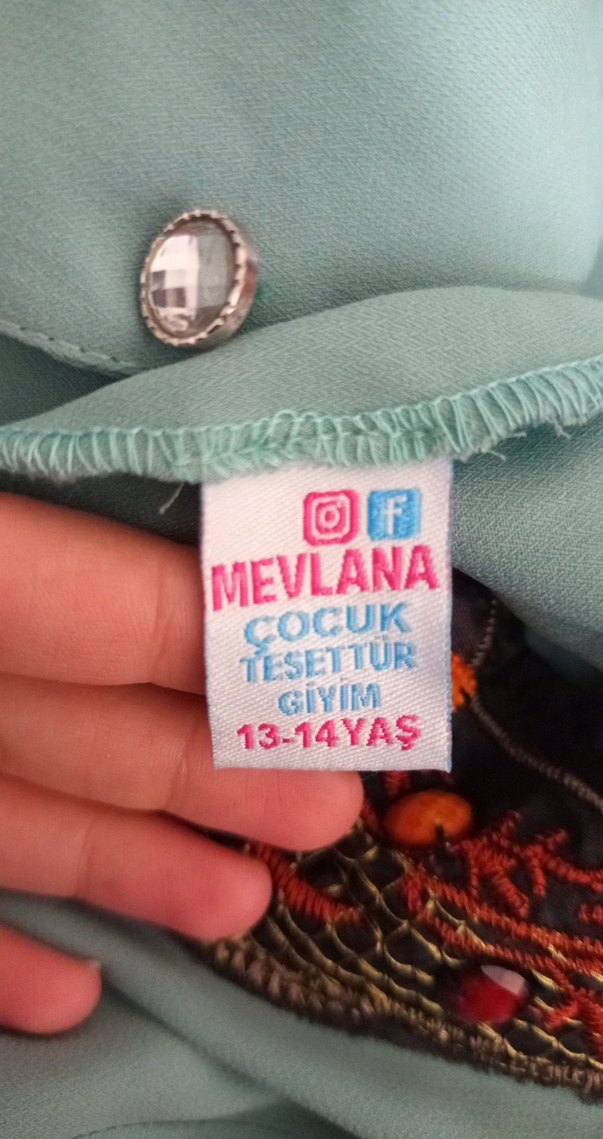 MEVLANA
ÇOCUK
TESETTÜR
GİYİM
13-14YAŞ